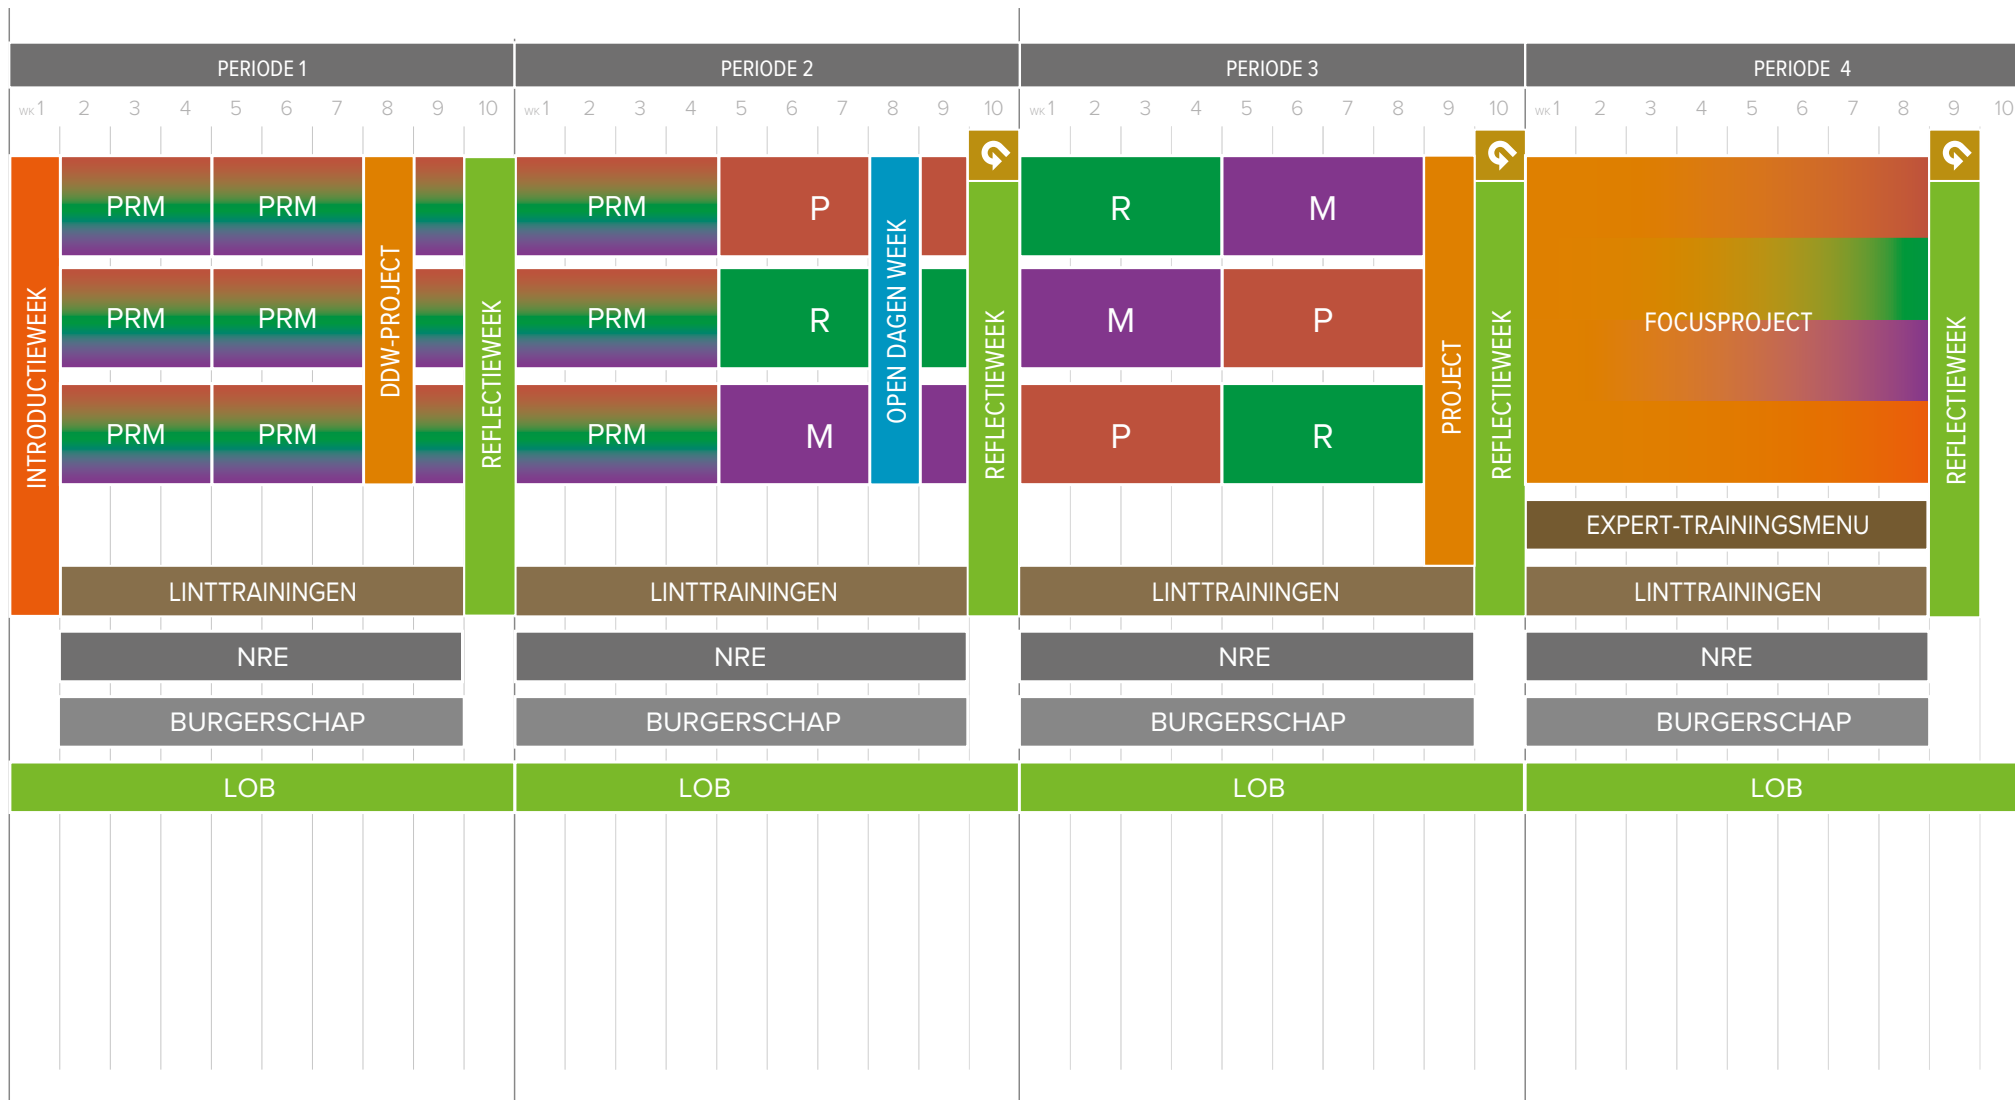 PERIODE 1 PERIODE 2 PERIODE 3 PERIODE 4
WK 1 2 3 4 5 6 7 8 9 10 WK 1 2 3 4 5 6 7 8 9 10 WK 1 2 3 4 5 6 7 8 9 10 WK 1 2 3 4 5 6 7 8 9 10
INTRODUCTIEWEEK
PRM PRM PRM P R M
PRM PRM PRM R M P
PRM PRM PRM M P R
DDW-PROJECT
REFLECTIEWEEK
OPEN DAGEN WEEK
REFLECTIEWEEK
PROJECT
REFLECTIEWEEK
FOCUSPROJECT
REFLECTIEWEEK
EXPERT-TRAININGSMENU
LINTTRAININGEN LINTTRAININGEN LINTTRAININGEN LINTTRAININGEN
NRE NRE NRE NRE
BURGERSCHAP BURGERSCHAP BURGERSCHAP BURGERSCHAP
LOB LOB LOB LOB